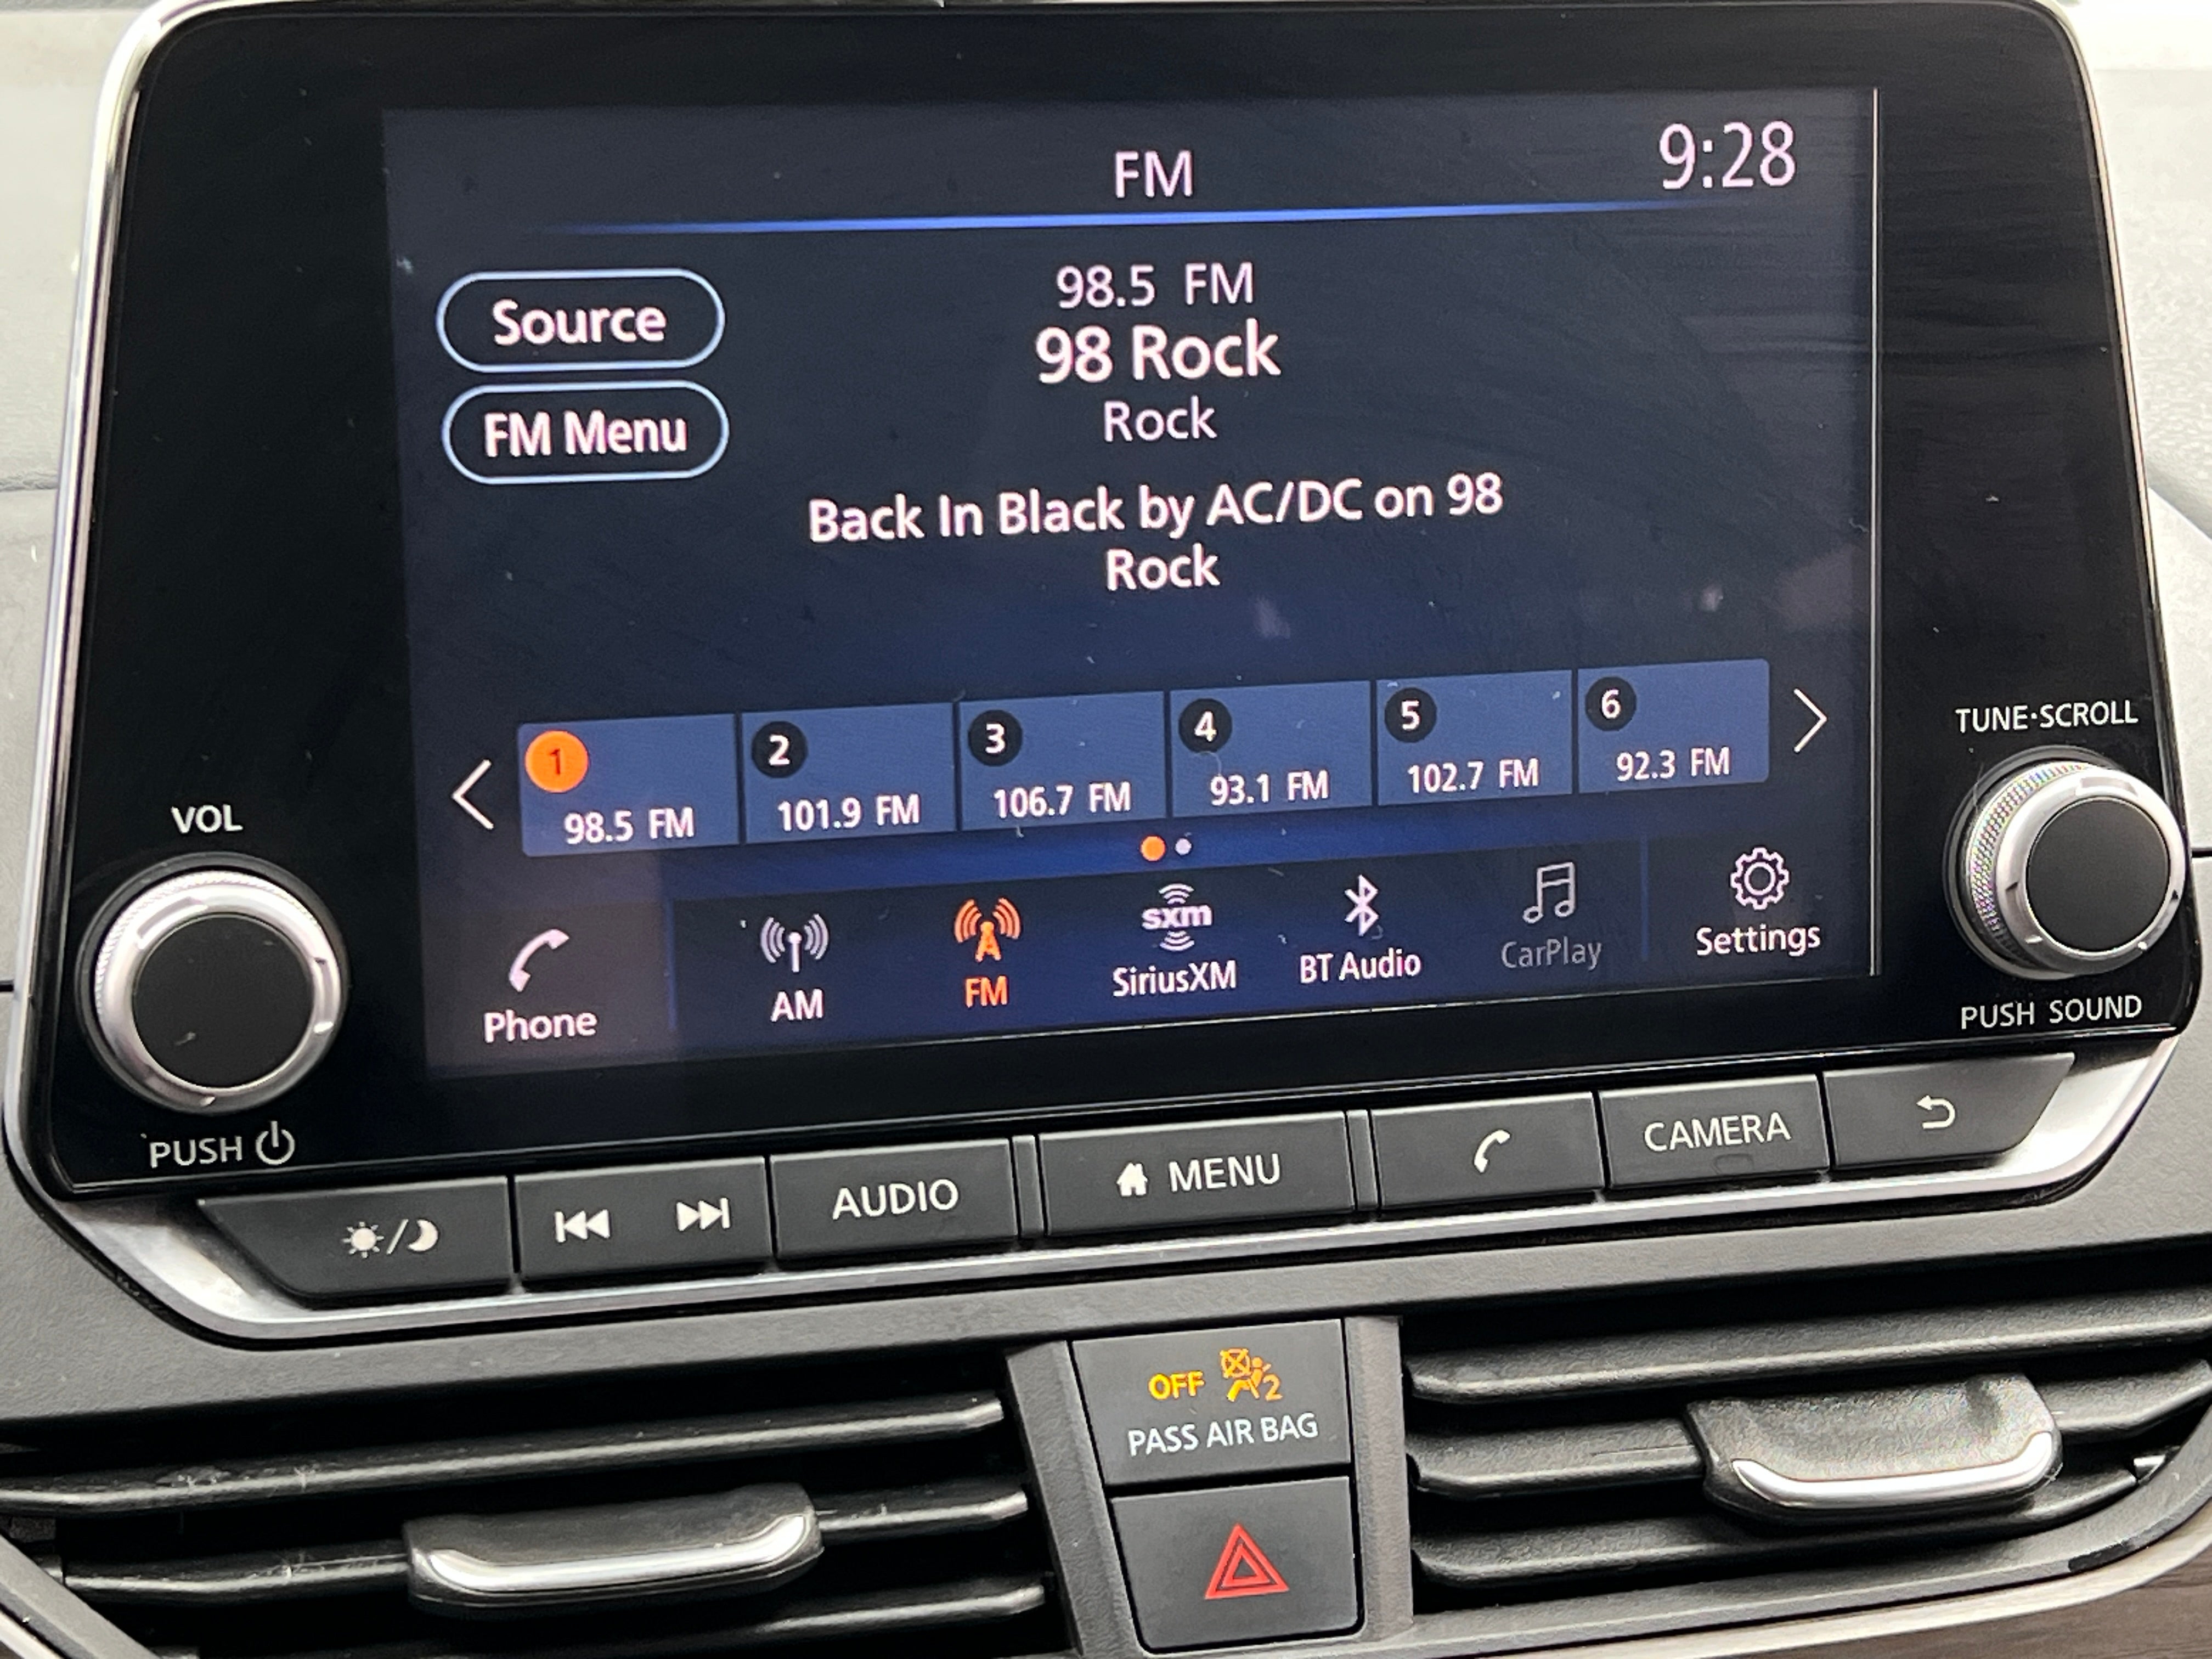 FM
9:28
98.5 FM
Source
98 Rock
Rock
FM Menu
Back In Black by AC/DC on 98
Rock
1
2
3
4
5
6
98.5 FM
101.9 FM
106.7 FM
93.1 FM
102.7 FM
92.3 FM
VOL
TUNE·SCROLL
Phone
AM
FM
sxm
SiriusXM
BT Audio
CarPlay
Settings
PUSH
PUSH SOUND
AUDIO
MENU
CAMERA
OFF
2
PASS AIR BAG